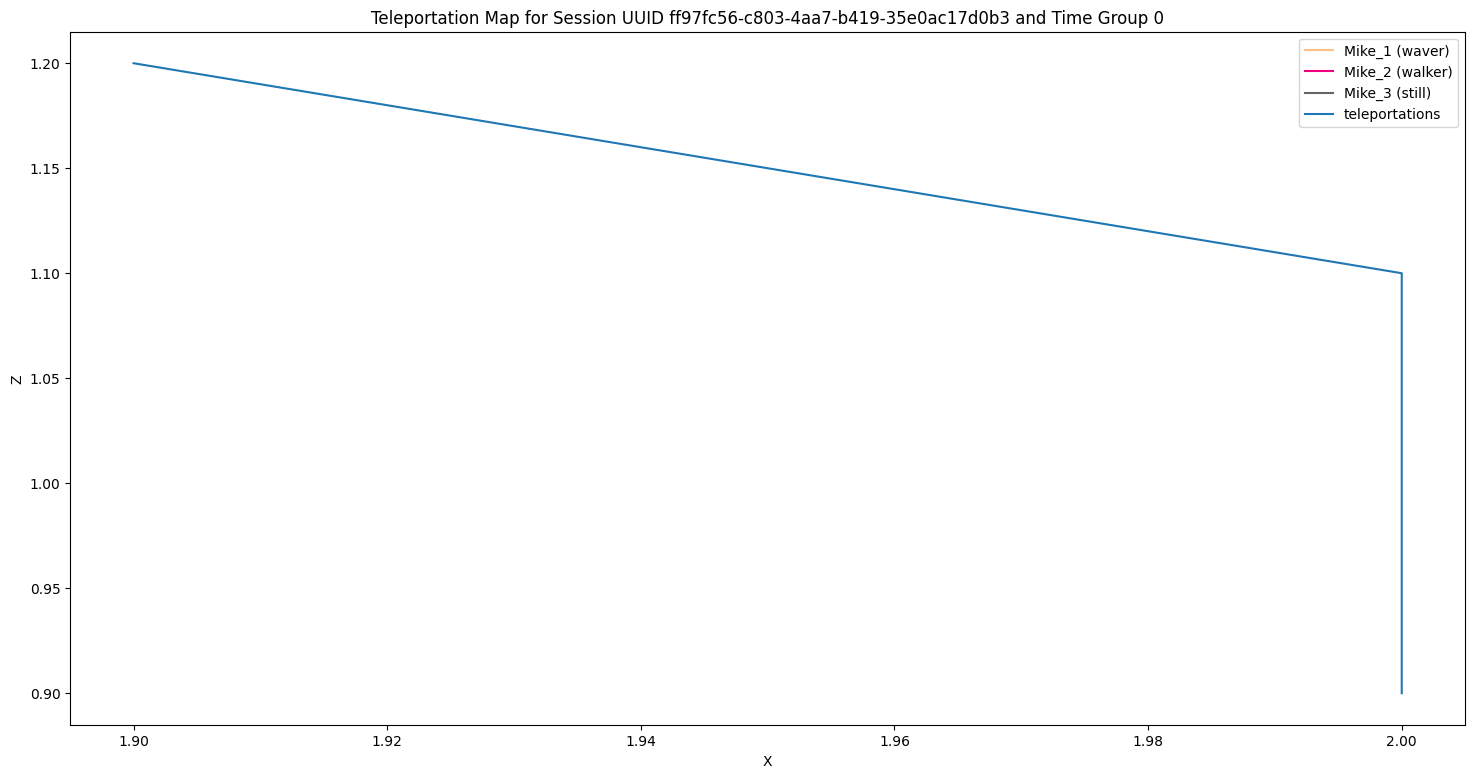 Teleportation Map for Session UUID ff97fc56-c803-4aa7-b419-35e0ac17d0b3 and Time Group 0
Mike_1 (waver)
Mike_2 (walker)
Mike_3 (still)
teleportations
1.20
1.15
1.10
1.05
1.00
0.95
0.90
Z
1.90 1.92 1.94 1.96 1.98 2.00
X